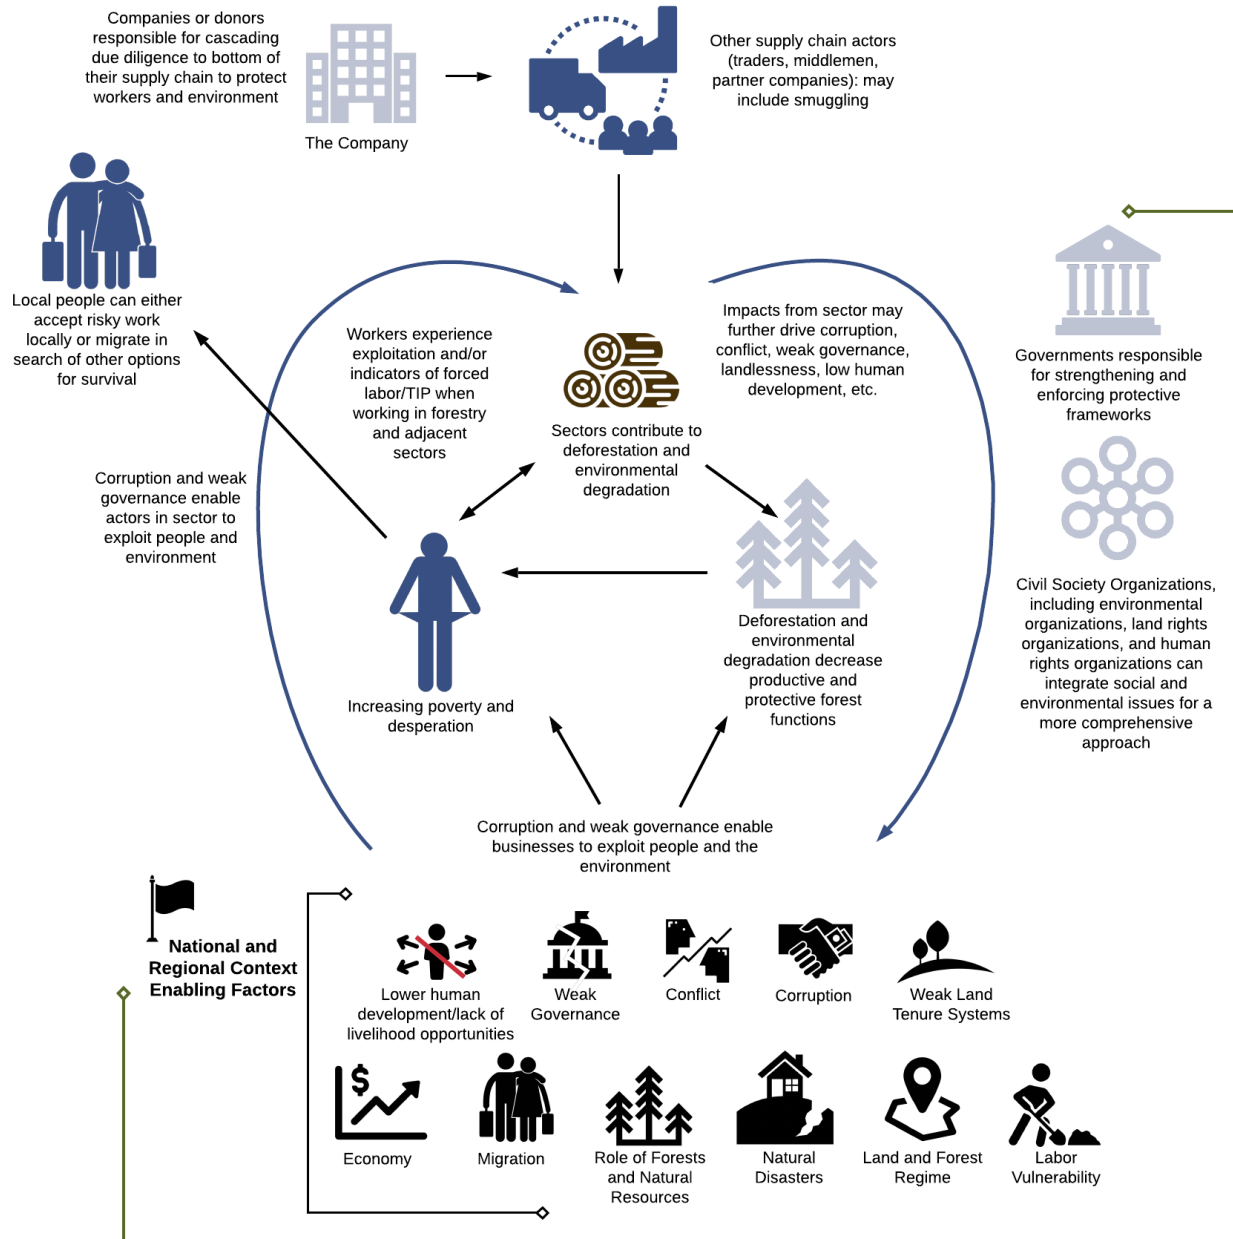 Companies or donors
responsible for cascading
due diligence to bottom of
their supply chain to protect
workers and environment
The Company
Other supply chain actors
(traders, middlemen,
partner companies): may
include smuggling
Local people can either
accept risky work
locally or migrate in
search of other options
for survival
Workers experience
exploitation and/or
indicators of forced
labor/TIP when
working in forestry
and adjacent
sectors
Impacts from sector may
further drive corruption,
conflict, weak governance,
landlessness, low human
development, etc.
Governments responsible
for strengthening and
enforcing protective
frameworks
Sectors contribute to
deforestation and
environmental
degradation
Corruption and weak
governance enable
actors in sector to
exploit people and
environment
Civil Society Organizations,
including environmental
organizations, land rights
organizations, and human
rights organizations can
integrate social and
environmental issues for a
more comprehensive
approach
Deforestation and
environmental
degradation decrease
productive and
protective forest
functions
Increasing poverty and
desperation
Corruption and weak governance enable
businesses to exploit people and the
environment
National and
Regional Context
Enabling Factors
Lower human
development/lack of
livelihood opportunities
Weak
Governance
Conflict
Corruption
Weak Land
Tenure Systems
$
Economy
Migration
Role of Forests
and Natural
Resources
Natural
Disasters
Land and Forest
Regime
Labor
Vulnerability